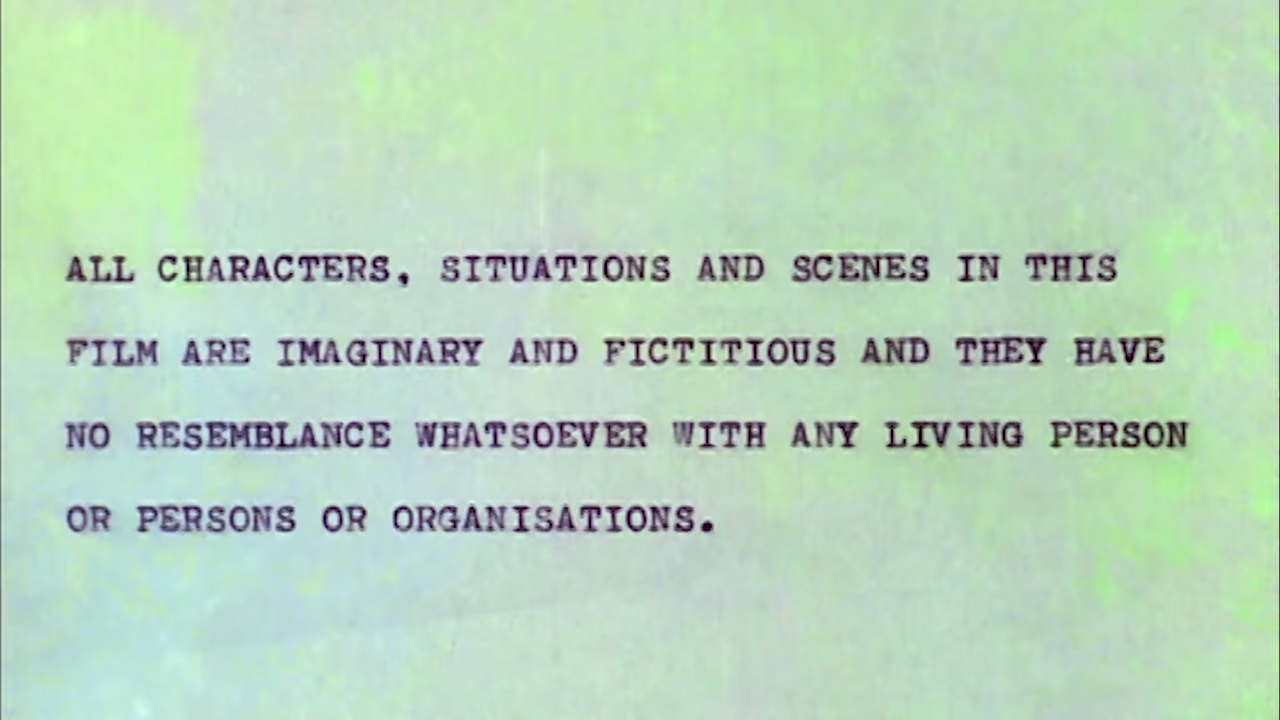 ALL CHARACTERS, SITUATIONS AND SCENES IN THIS
FILM ARE IMAGINARY AND FICTITIOUS AND THEY HAVE
NO RESEMBLANCE WHATSOEVER WITH ANY LIVING PERSON
OR PERSONS OR ORGANISATIONS.